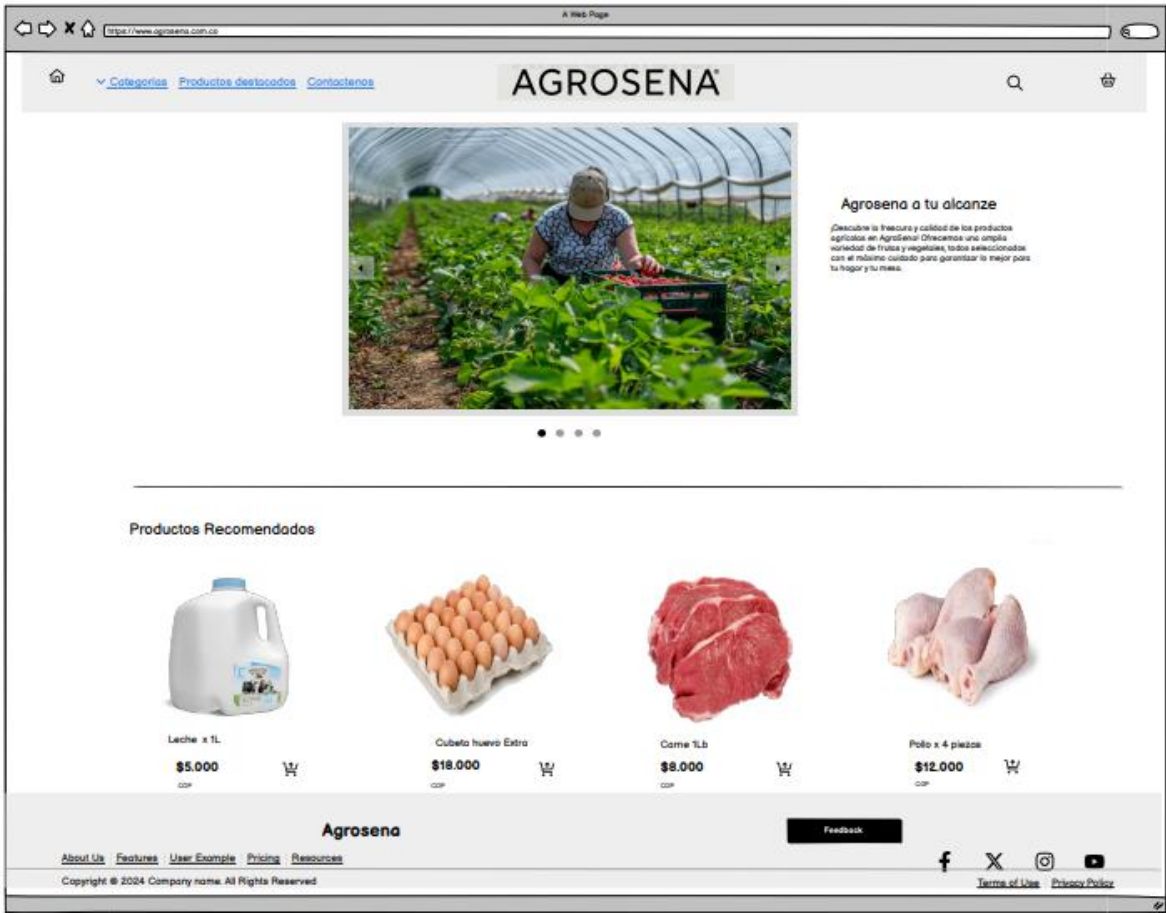 A Web Page
https://www.agrosena.com.co
Categorias Productos destacados Contactenos
AGROSENA
Agrosena a tu alcanze
¡Descubre la frescura y calidad de los productos
agrícolas en AgroSena! Ofrecemos una amplia
variedad de frutas y vegetales, todos seleccionados
con el máximo cuidado para garantizar lo mejor para
tu hogar y tu mesa.
Productos Recomendados
Leche x 1L
$5.000
COP
Cubeta huevo Extra
$18.000
COP
Carne 1Lb
$8.000
COP
Pollo x 4 piezas
$12.000
COP
Agrosena
Feedback
About Us Features User Example Pricing Resources
Copyright © 2024 Company name. All Rights Reserved
Terms of Use Privacy Policy